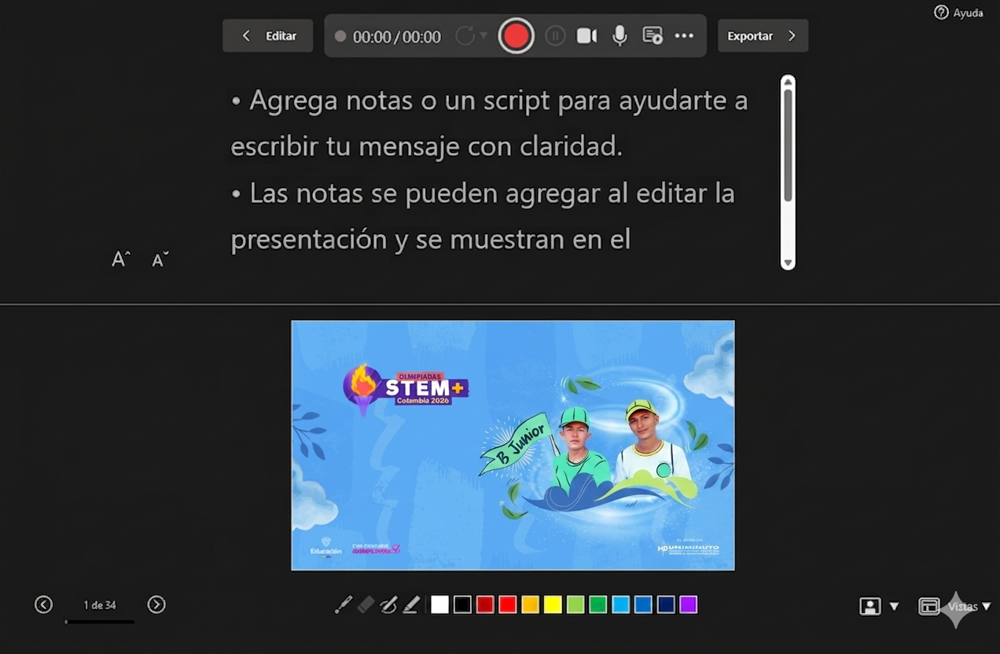 Ayuda
Editar
00:00 / 00:00
Exportar
• Agrega notas o un script para ayudarte a
escribir tu mensaje con claridad.
• Las notas se pueden agregar al editar la
presentación y se muestran en el
A A
OLIMPIADAS
STEM+
Colombia 2026
B Junior
Educación
UNIMINUTO
1 de 34
Vistas